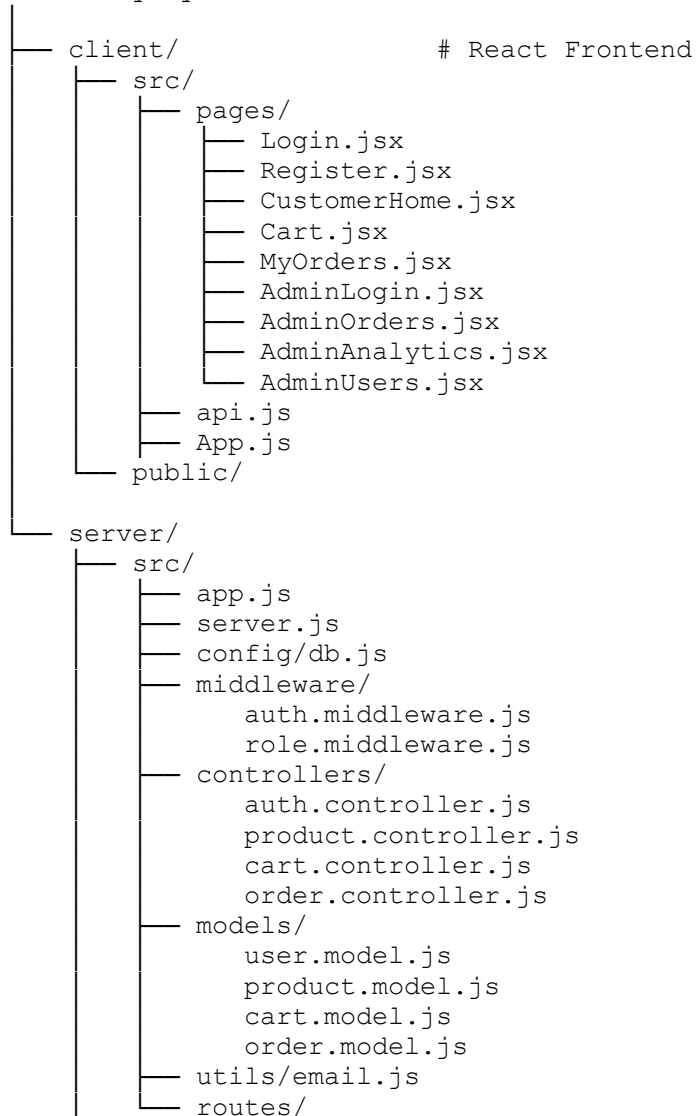 client/ # React Frontend
src/
pages/
Login.jsx
Register.jsx
CustomerHome.jsx
Cart.jsx
MyOrders.jsx
AdminLogin.jsx
AdminOrders.jsx
AdminAnalytics.jsx
AdminUsers.jsx
api.js
App.js
public/
server/
src/
app.js
server.js
config/db.js
middleware/
auth.middleware.js
role.middleware.js
controllers/
auth.controller.js
product.controller.js
cart.controller.js
order.controller.js
models/
user.model.js
product.model.js
cart.model.js
order.model.js
utils/email.js
routes/